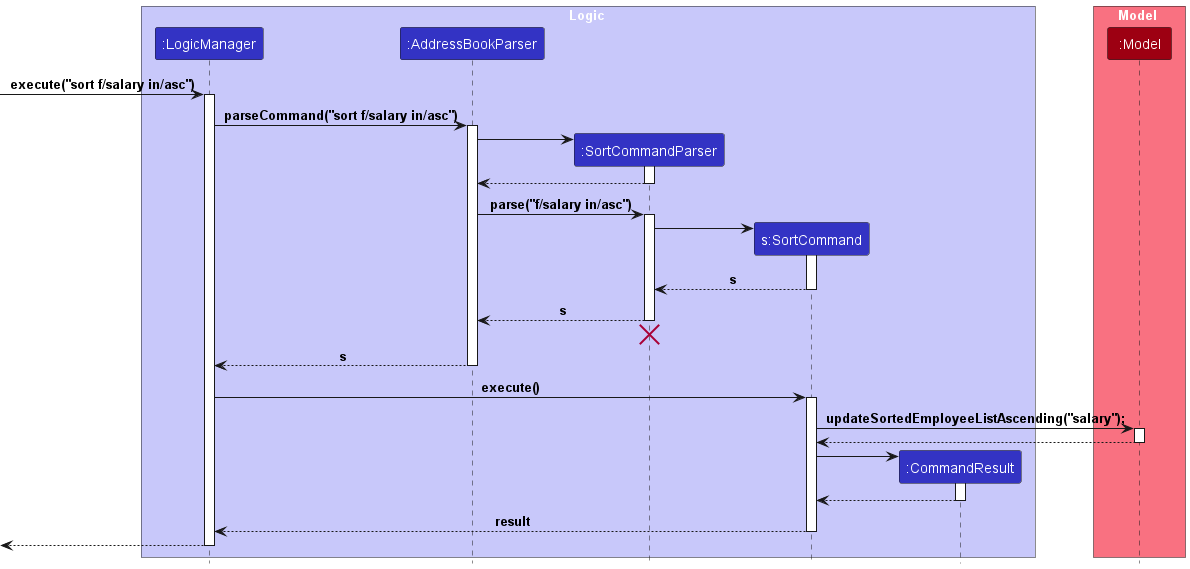 Logic
Model
:LogicManager
:AddressBookParser
:Model
execute("sort f/salary in/asc")
parseCommand("sort f/salary in/asc")
:SortCommandParser
parse("f/salary in/asc")
s:SortCommand
s
s
s
execute()
updateSortedEmployeeListAscending("salary");
:CommandResult
result